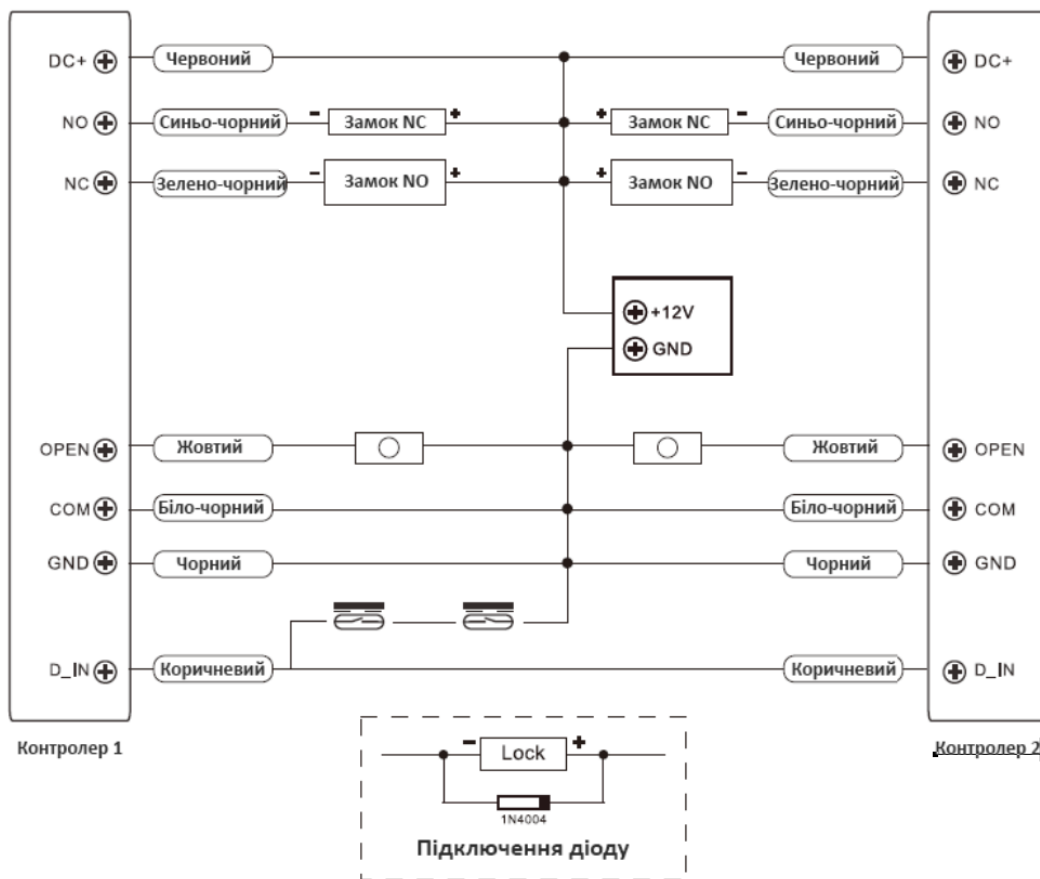 DC+ Червоний Червоний DC+
NO Синьо-чорний - Замок NC + + Замок NC - Синьо-чорний NO
NC Зелено-чорний - Замок NO + + Замок NO - Зелено-чорний NC
+12V
GND
OPEN Жовтий Жовтий OPEN
COM Біло-чорний Біло-чорний COM
GND Чорний Чорний GND
D_IN Коричневий Коричневий D_IN
Контролер 1 Контролер 2
- Lock +
1N4004
Підключення діоду